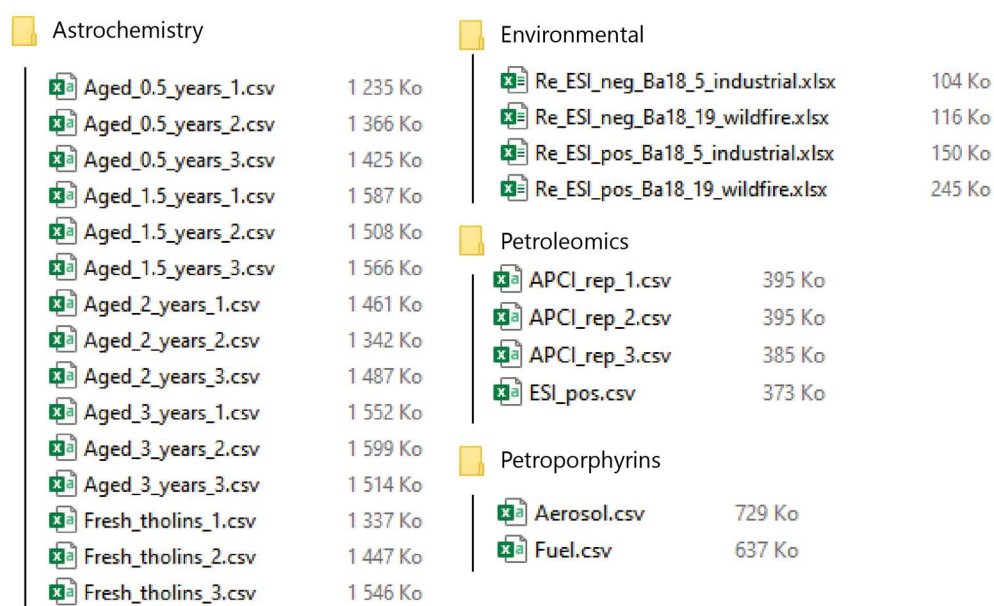 Astrochemistry
Aged_0.5_years_1.csv 1 235 Ko
Aged_0.5_years_2.csv 1 366 Ko
Aged_0.5_years_3.csv 1 425 Ko
Aged_1.5_years_1.csv 1 587 Ko
Aged_1.5_years_2.csv 1 508 Ko
Aged_1.5_years_3.csv 1 566 Ko
Aged_2_years_1.csv 1 461 Ko
Aged_2_years_2.csv 1 342 Ko
Aged_2_years_3.csv 1 487 Ko
Aged_3_years_1.csv 1 552 Ko
Aged_3_years_2.csv 1 599 Ko
Aged_3_years_3.csv 1 514 Ko
Fresh_tholins_1.csv 1 337 Ko
Fresh_tholins_2.csv 1 447 Ko
Fresh_tholins_3.csv 1 546 Ko
Environmental
Re_ESI_neg_Ba18_5_industrial.xlsx 104 Ko
Re_ESI_neg_Ba18_19_wildfire.xlsx 116 Ko
Re_ESI_pos_Ba18_5_industrial.xlsx 150 Ko
Re_ESI_pos_Ba18_19_wildfire.xlsx 245 Ko
Petroleomics
APCI_rep_1.csv 395 Ko
APCI_rep_2.csv 395 Ko
APCI_rep_3.csv 385 Ko
ESI_pos.csv 373 Ko
Petroporphyrins
Aerosol.csv 729 Ko
Fuel.csv 637 Ko